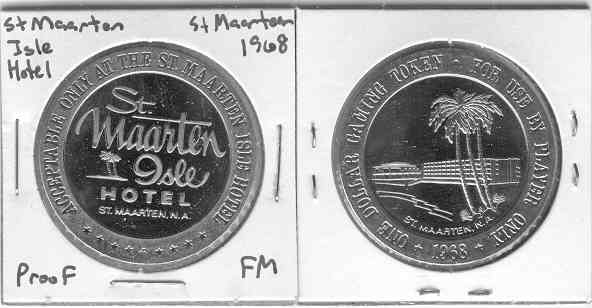 St Maarten
Isle
Hotel
St Maarteen
1968
ACCEPTABLE ONLY AT THE ST. MAARTEN ISLE HOTEL
St.
Maarten
Isle
HOTEL
ST. MAARTEN, N.A.
Proof
FM
ONE DOLLAR GAMING TOKEN · FOR USE BY PLAYER ONLY
ST. MAARTEN, N.A.
1968